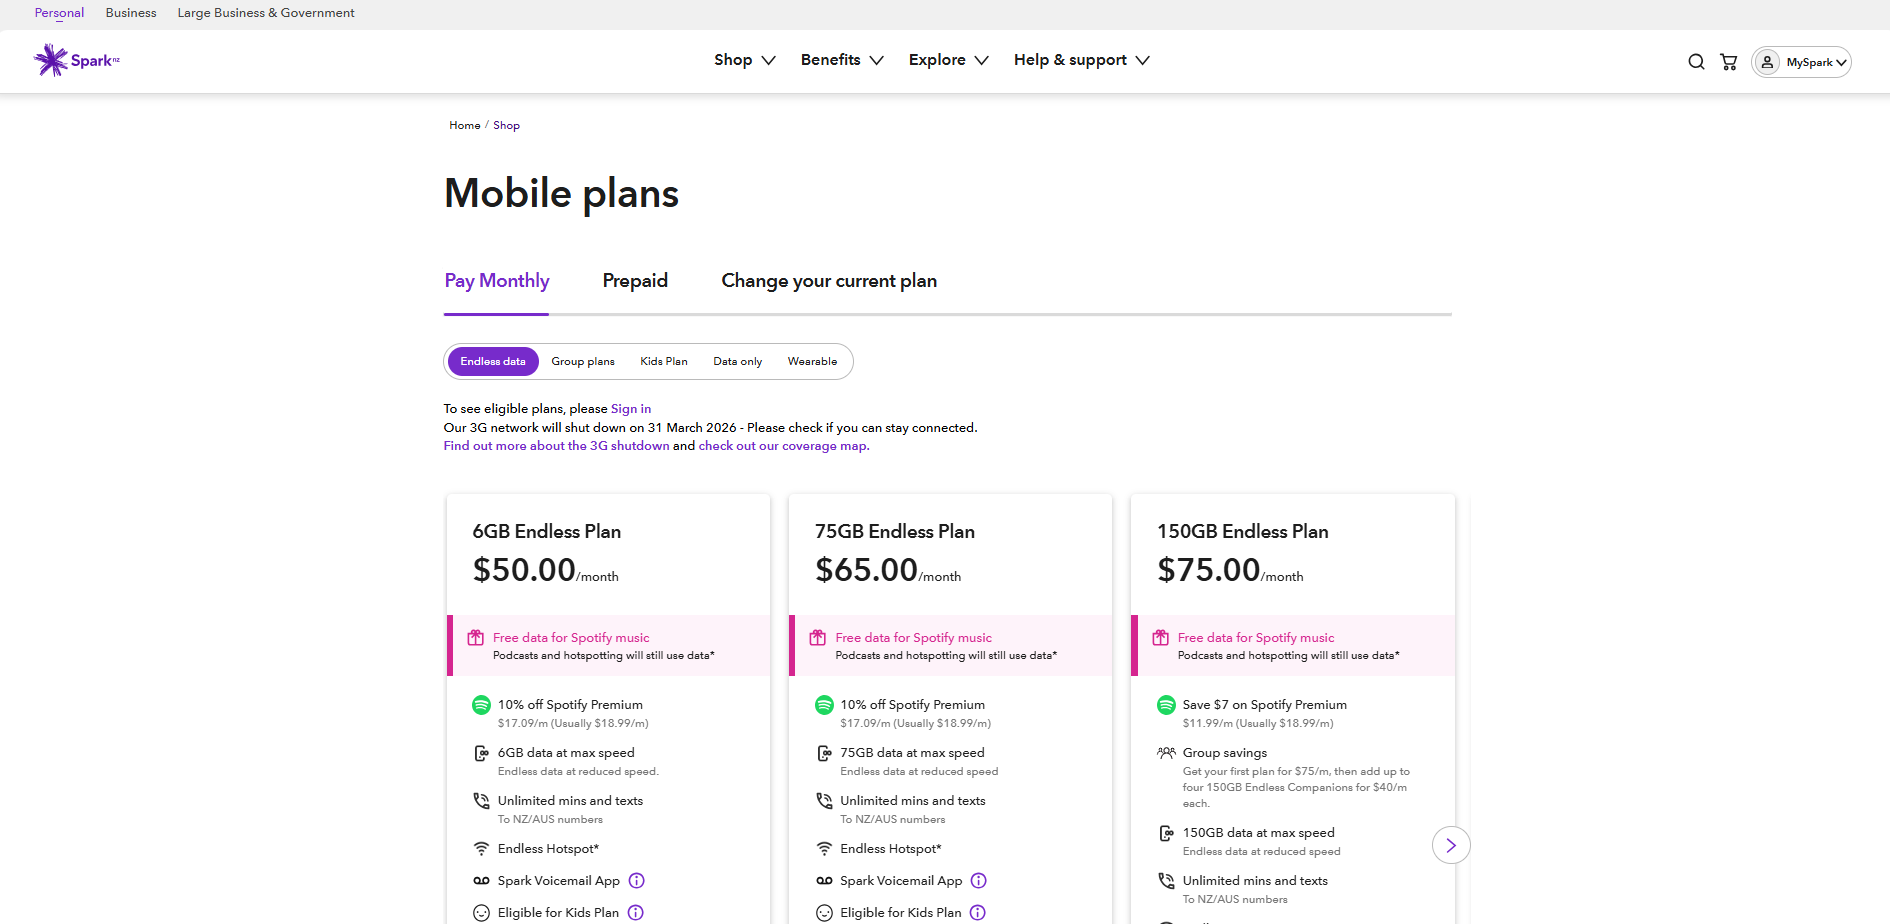 Personal Business Large Business & Government
Spark nz Shop Benefits Explore Help & support MySpark
Home / Shop
Mobile plans
Pay Monthly Prepaid Change your current plan
Endless data Group plans Kids Plan Data only Wearable
To see eligible plans, please Sign in
Our 3G network will shut down on 31 March 2026 - Please check if you can stay connected.
Find out more about the 3G shutdown and check out our coverage map.
6GB Endless Plan
$50.00/month
Free data for Spotify music
Podcasts and hotspotting will still use data*
10% off Spotify Premium
$17.09/m (Usually $18.99/m)
6GB data at max speed
Endless data at reduced speed.
Unlimited mins and texts
To NZ/AUS numbers
Endless Hotspot*
Spark Voicemail App
Eligible for Kids Plan
75GB Endless Plan
$65.00/month
Free data for Spotify music
Podcasts and hotspotting will still use data*
10% off Spotify Premium
$17.09/m (Usually $18.99/m)
75GB data at max speed
Endless data at reduced speed
Unlimited mins and texts
To NZ/AUS numbers
Endless Hotspot*
Spark Voicemail App
Eligible for Kids Plan
150GB Endless Plan
$75.00/month
Free data for Spotify music
Podcasts and hotspotting will still use data*
Save $7 on Spotify Premium
$11.99/m (Usually $18.99/m)
Group savings
Get your first plan for $75/m, then add up to
four 150GB Endless Companions for $40/m
each.
150GB data at max speed
Endless data at reduced speed
Unlimited mins and texts
To NZ/AUS numbers